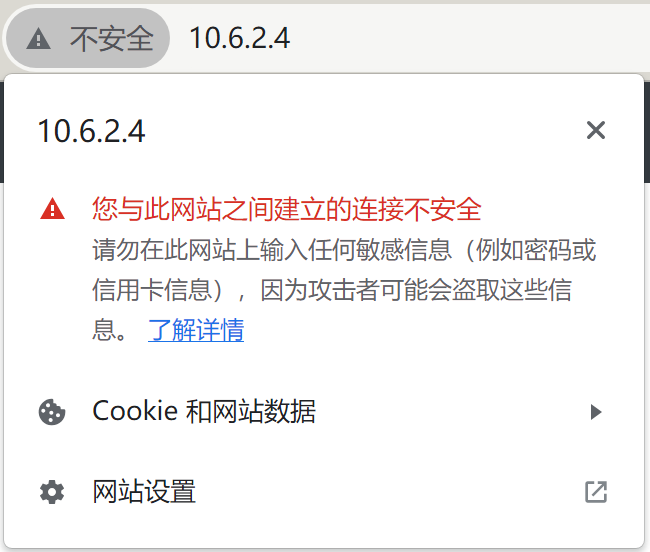 不安全 10.6.2.4
10.6.2.4
您与此网站之间建立的连接不安全
请勿在此网站上输入任何敏感信息（例如密码或
信用卡信息），因为攻击者可能会盗取这些信
息。 了解详情
Cookie 和网站数据
网站设置